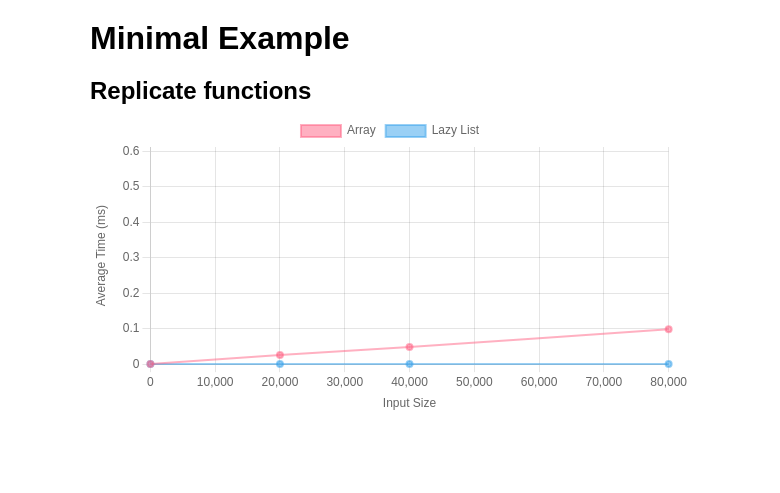 Minimal Example
Replicate functions
Array Lazy List
0.6
0.5
0.4
0.3
0.2
0.1
0
Average Time (ms)
0 10,000 20,000 30,000 40,000 50,000 60,000 70,000 80,000
Input Size